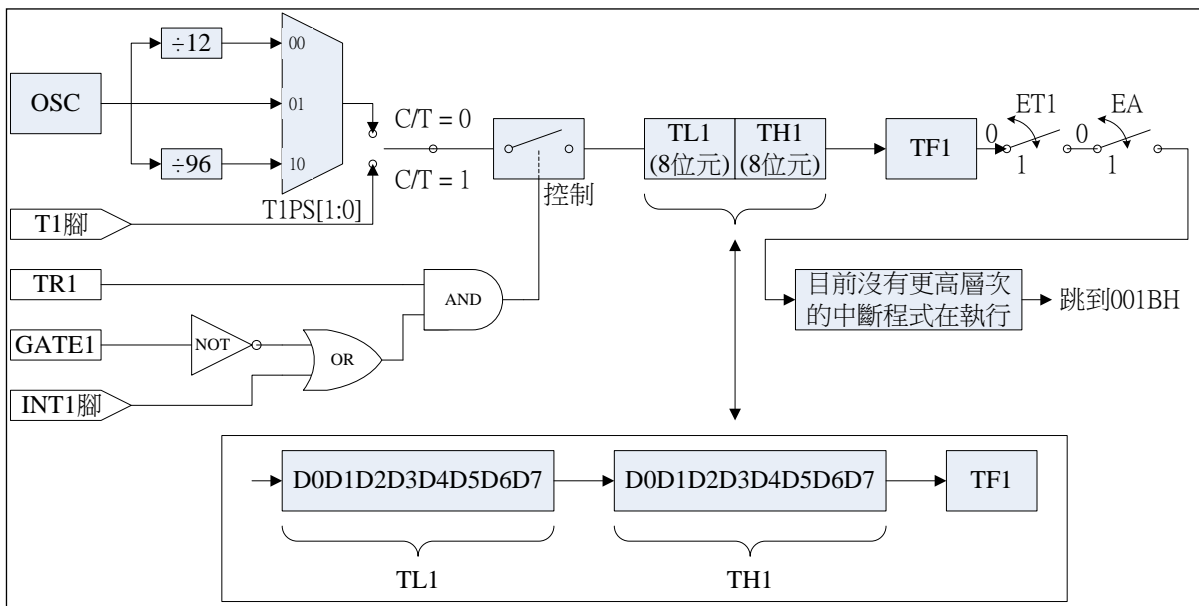 ÷12
00
OSC
01
÷96
10
T1PS[1:0]
C/T = 0
C/T = 1
控制
TL1
(8位元)
TH1
(8位元)
TF1
0
ET1
1
0
EA
1
T1腳
TR1
AND
GATE1
NOT
OR
INT1腳
目前沒有更高層次
的中斷程式在執行
跳到001BH
D0D1D2D3D4D5D6D7
D0D1D2D3D4D5D6D7
TF1
TL1
TH1